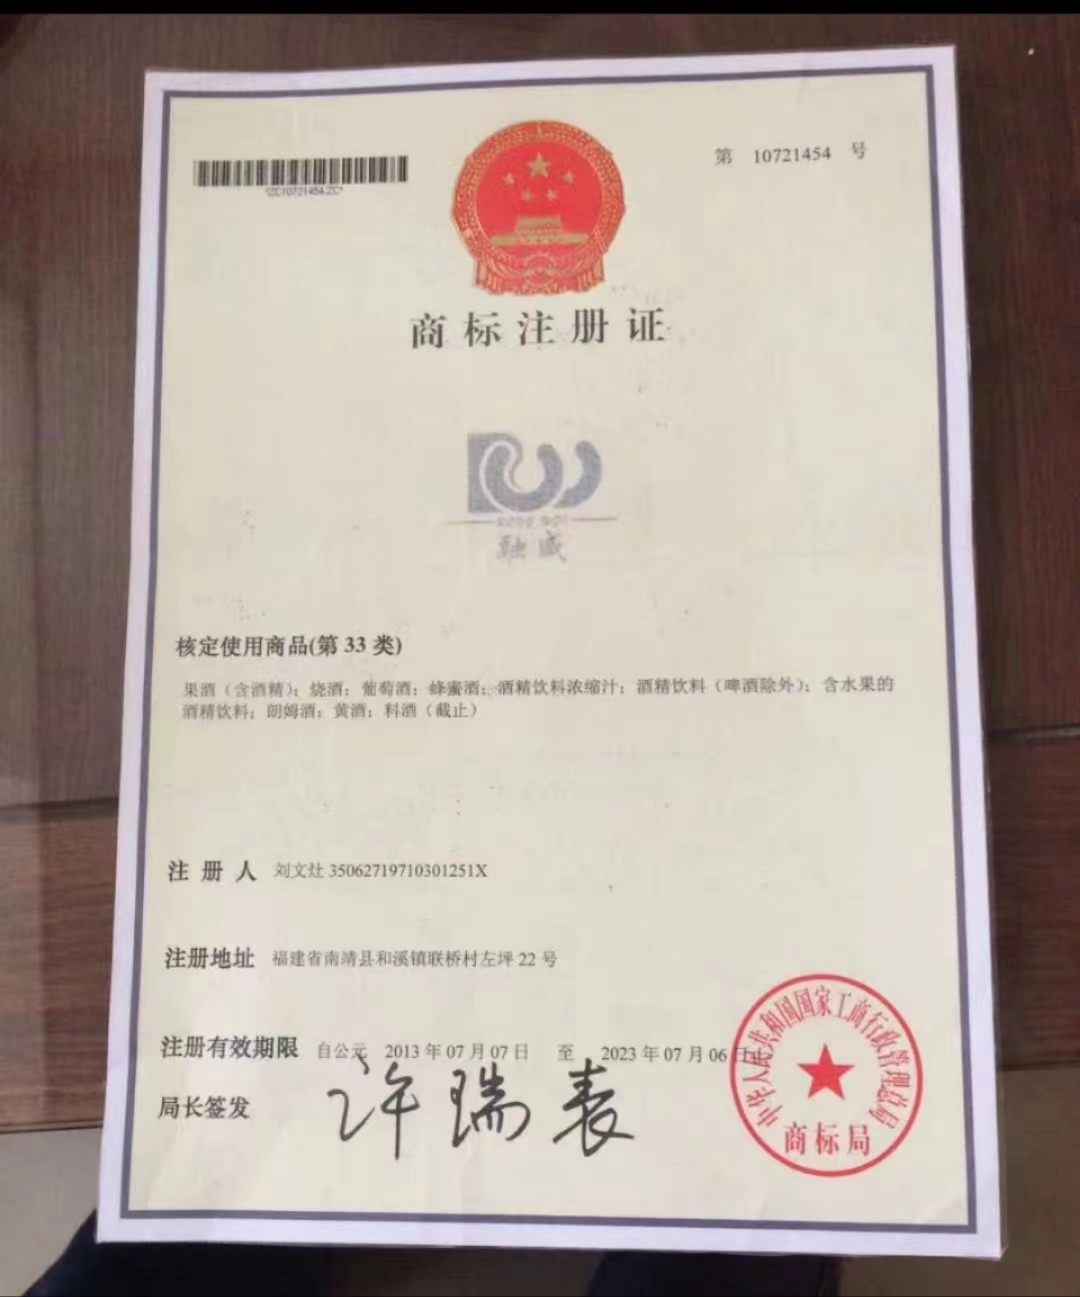 第 10721454 号
*ZC10721454ZC*
商标注册证
融盛
核定使用商品(第 33 类)
果酒（含酒精）；烧酒；葡萄酒；蜂蜜酒；酒精饮料浓缩汁；酒精饮料（啤酒除外）；含水果的
酒精饮料；朗姆酒；黄酒；料酒（截止）
注册人 刘文灶 35062719710301251X
注册地址 福建省南靖县和溪镇联桥村左坪 22 号
注册有效期限 自公元 2013 年 07 月 07 日 至 2023 年 07 月 06 日止
局长签发 许瑞表
中华人民共和国国家工商行政管理总局
商标局